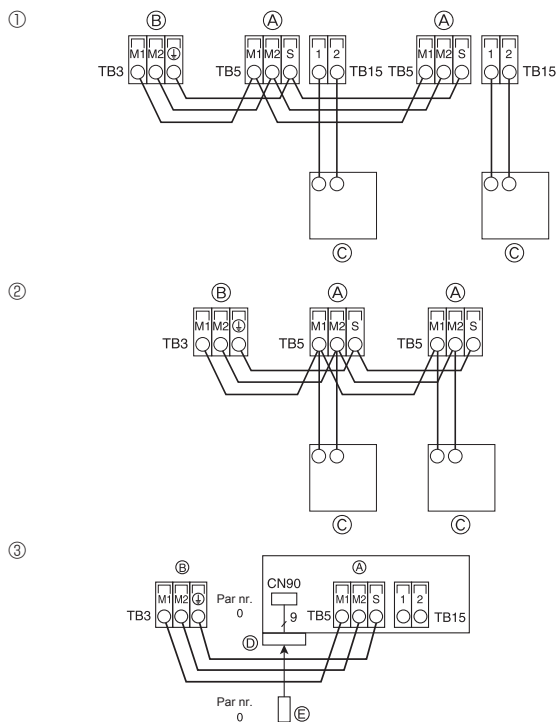 ①
Ⓑ Ⓐ Ⓐ
TB3 M1 M2 ⏚ TB5 M1 M2 S 1 2 TB15 TB5 M1 M2 S 1 2 TB15
Ⓒ Ⓒ
②
Ⓑ Ⓐ Ⓐ
TB3 M1 M2 ⏚ TB5 M1 M2 S TB5 M1 M2 S
Ⓒ Ⓒ
③
Ⓑ Ⓐ
CN90
TB3 M1 M2 ⏚ Par nr. 0 9 TB5 M1 M2 S 1 2 TB15
Ⓓ
Par nr.
0
Ⓔ